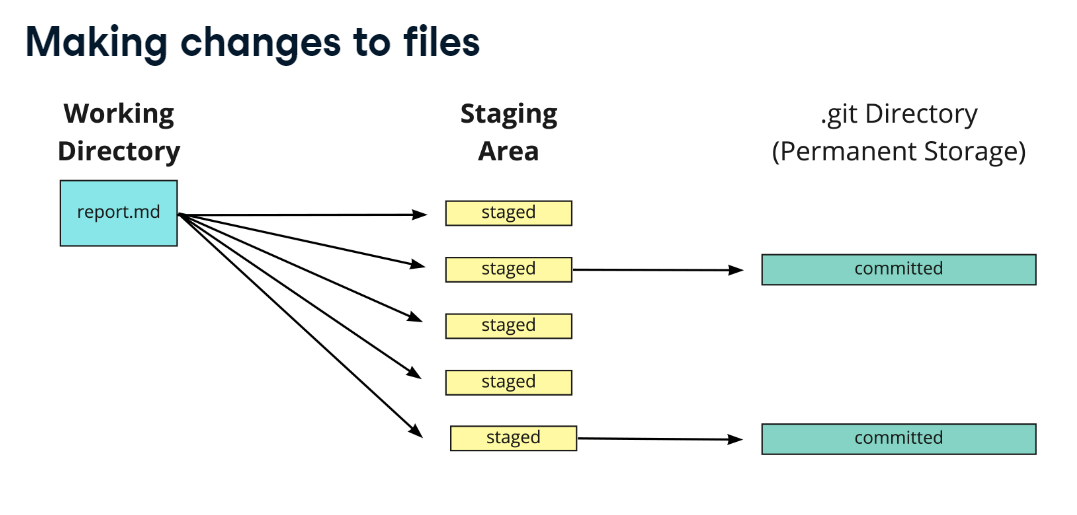 Making changes to files
Working
Directory
Staging
Area
.git Directory
(Permanent Storage)
report.md
staged
staged
committed
staged
staged
staged
committed